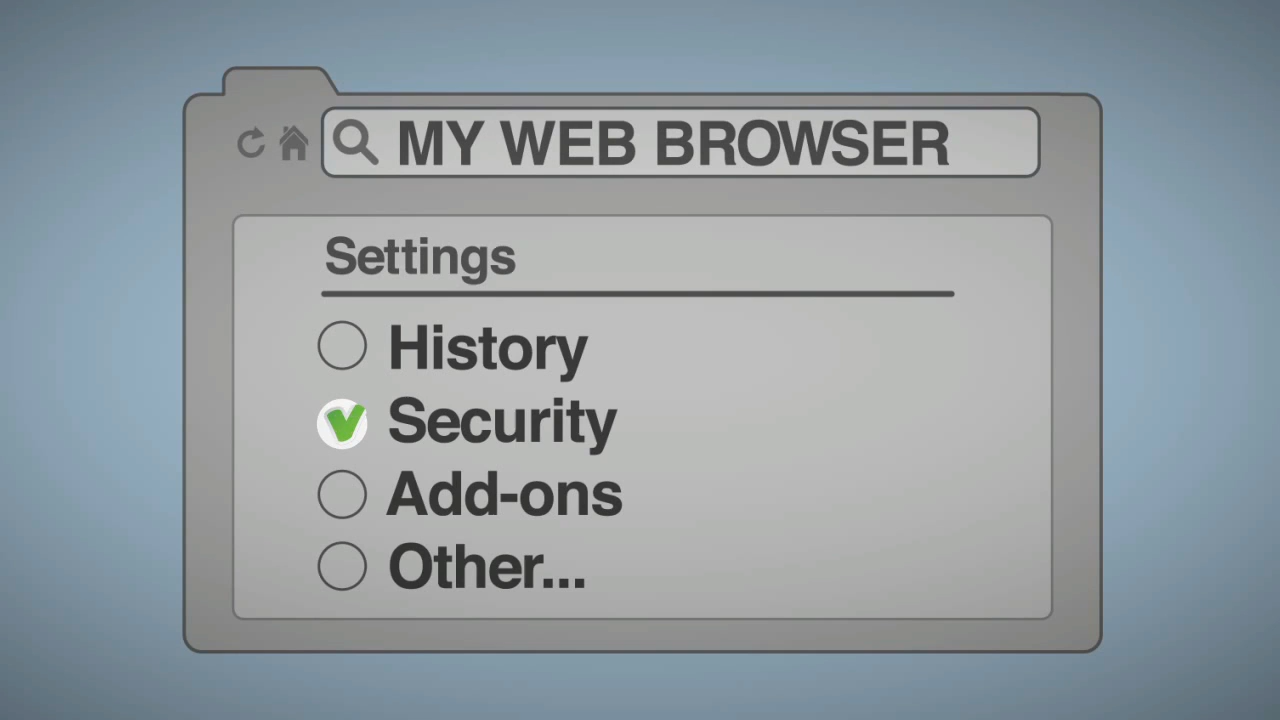 MY WEB BROWSER
Settings
History
Security
Add-ons
Other...